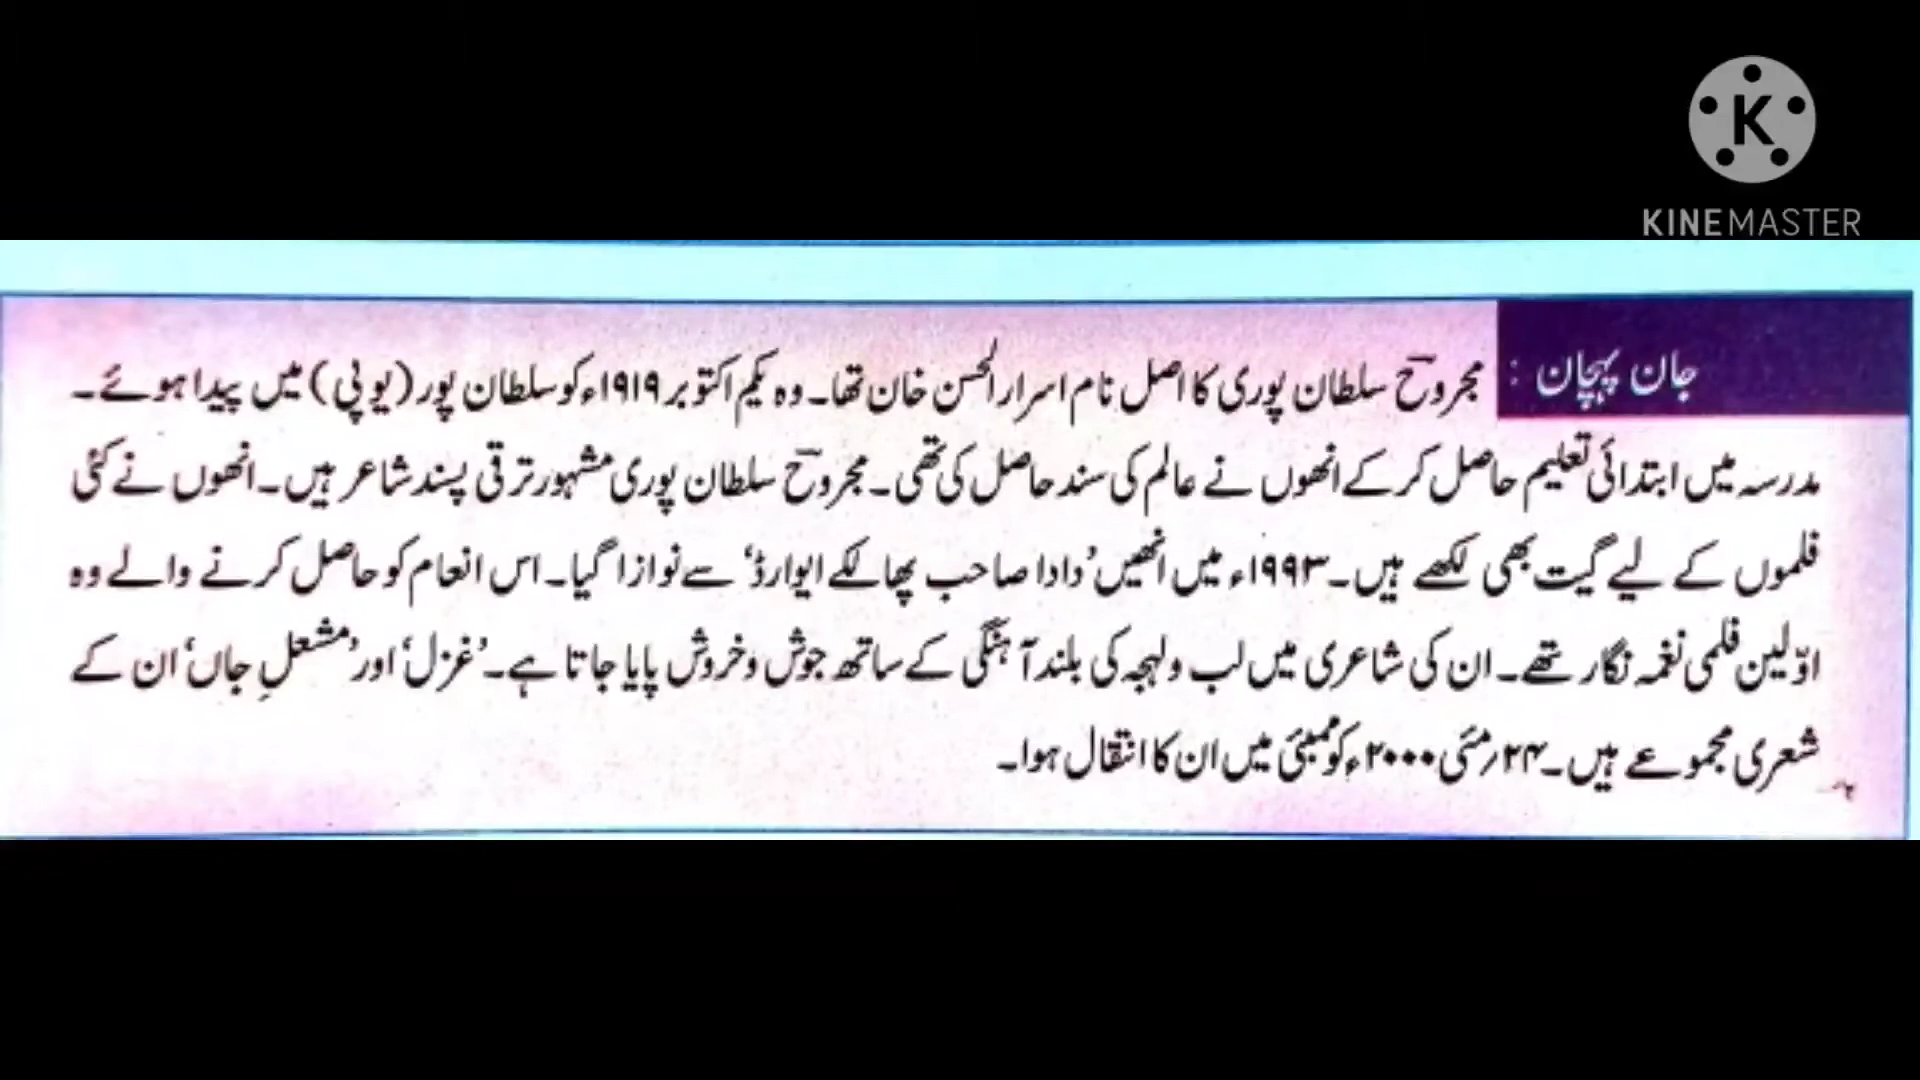 KINEMASTER
جان پہچان :
مجروحؔ سلطان پوری کا اصل نام اسرار الحسن خان تھا۔ وہ یکم اکتوبر ۱۹۱۹ء کو سلطان پور (یوپی) میں پیدا ہوئے۔
مدرسہ میں ابتدائی تعلیم حاصل کرکے انھوں نے عالم کی سند حاصل کی تھی۔ مجروحؔ سلطان پوری مشہور ترقی پسند شاعر ہیں۔ انھوں نے کئی
فلموں کے لیے گیت بھی لکھے ہیں۔ ۱۹۹۳ء میں انھیں ’دادا صاحب پھالکے ایوارڈ‘ سے نوازا گیا۔ اس انعام کو حاصل کرنے والے وہ
اوّلین فلمی نغمہ نگار تھے۔ ان کی شاعری میں لب و لہجہ کی بلند آہنگی کے ساتھ جوش و خروش پایا جاتا ہے۔ ’غزل‘ اور ’مشعلِ جاں‘ ان کے
شعری مجموعے ہیں۔ ۲۴؍مئی ۲۰۰۰ء کو ممبئی میں ان کا انتقال ہوا۔